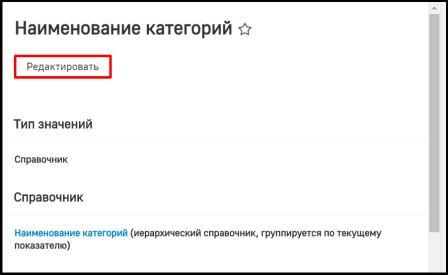 Наименование категорий
Редактировать
Тип значений
Справочник
Справочник
Наименование категорий (иерархический справочник, группируется по текущему
показателю)